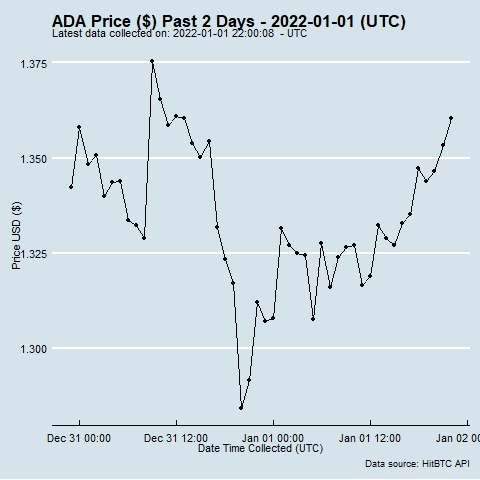 ADA Price ($) Past 2 Days - 2022-01-01 (UTC)
Latest data collected on: 2022-01-01 22:00:08  - UTC
1.375
1.350
1.325
1.300
Price USD ($)
Dec 31 00:00 Dec 31 12:00 Jan 01 00:00 Jan 01 12:00 Jan 02 00
Date Time Collected (UTC)
Data source: HitBTC API